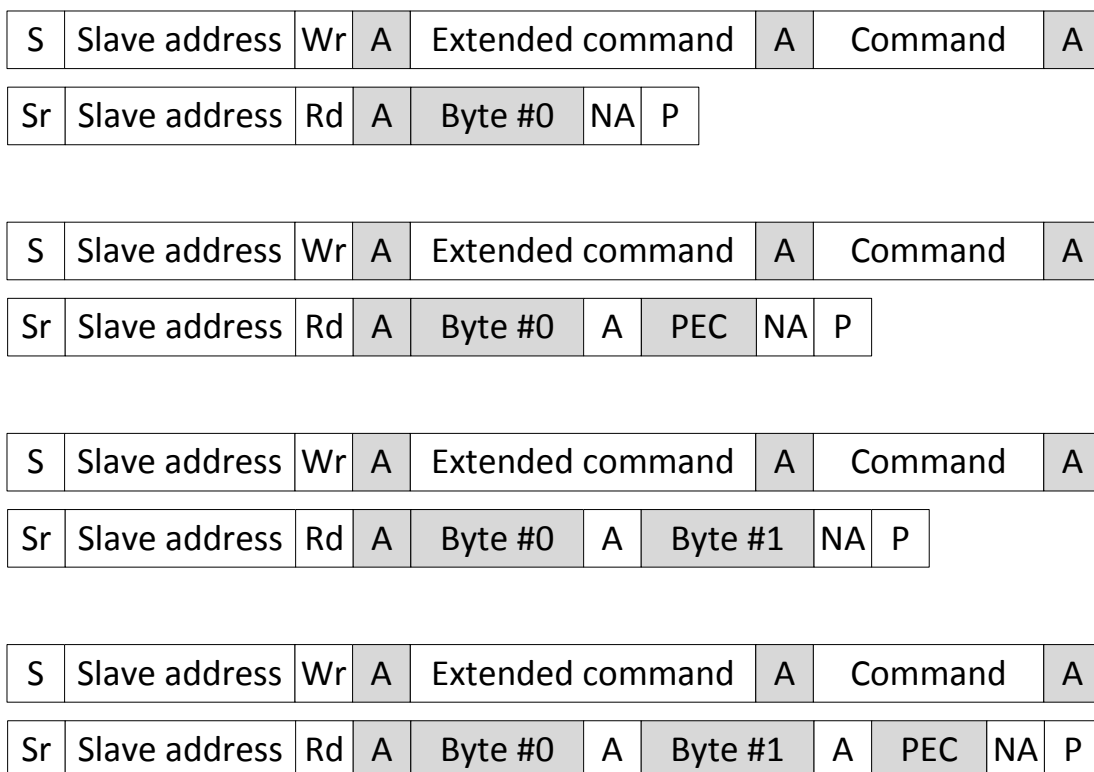 S Slave address Wr A Extended command A Command A
Sr Slave address Rd A Byte #0 NA P
S Slave address Wr A Extended command A Command A
Sr Slave address Rd A Byte #0 A PEC NA P
S Slave address Wr A Extended command A Command A
Sr Slave address Rd A Byte #0 A Byte #1 NA P
S Slave address Wr A Extended command A Command A
Sr Slave address Rd A Byte #0 A Byte #1 A PEC NA P